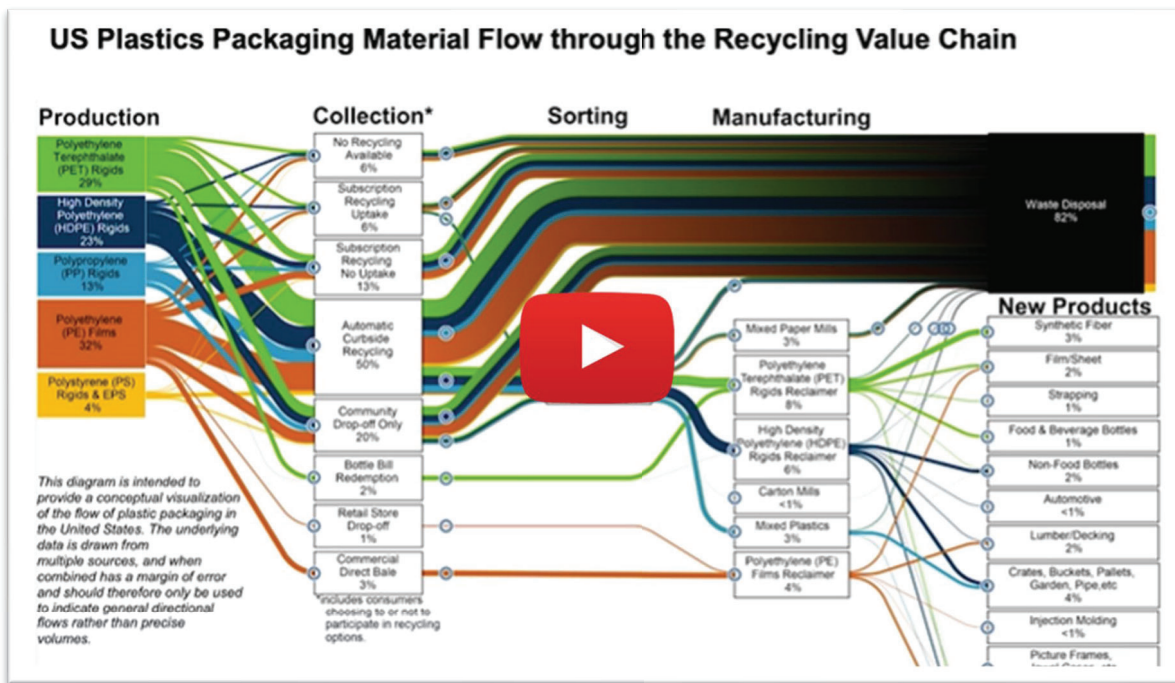 US Plastics Packaging Material Flow through the Recycling Value Chain
Production
Collection*
Sorting
Manufacturing
Polyethylene
Terephthalate
(PET) Rigids
29%
High Density
Polyethylene
(HDPE) Rigids
23%
Polypropylene
(PP) Rigids
13%
Polyethylene
(PE) Films
32%
Polystyrene (PS)
Rigids & EPS
4%
This diagram is intended to
provide a conceptual visualization
of the flow of plastic packaging in
the United States. The underlying
data is drawn from
multiple sources, and when
combined has a margin of error
and should therefore only be used
to indicate general directional
flows rather than precise
volumes.
No Recycling
Available
6%
Subscription
Recycling
Uptake
6%
Subscription
Recycling
No Uptake
13%
Automatic
Curbside
Recycling
50%
Community
Drop-off Only
20%
Bottle Bill
Redemption
2%
Retail Store
Drop-off
1%
Commercial
Direct Bale
3%
*includes consumers
choosing to or not to
participate in recycling
options.
Mixed Paper Mills
3%
Polyethylene
Terephthalate (PET)
Rigids Reclaimer
8%
High Density
Polyethylene (HDPE)
Rigids Reclaimer
6%
Carton Mills
<1%
Mixed Plastics
3%
Polyethylene (PE)
Films Reclaimer
4%
Waste Disposal
82%
New Products
Synthetic Fiber
3%
Film/Sheet
2%
Strapping
1%
Food & Beverage Bottles
1%
Non-Food Bottles
2%
Automotive
<1%
Lumber/Decking
2%
Crates, Buckets, Pallets,
Garden, Pipe,etc
4%
Injection Molding
<1%
Picture Frames,